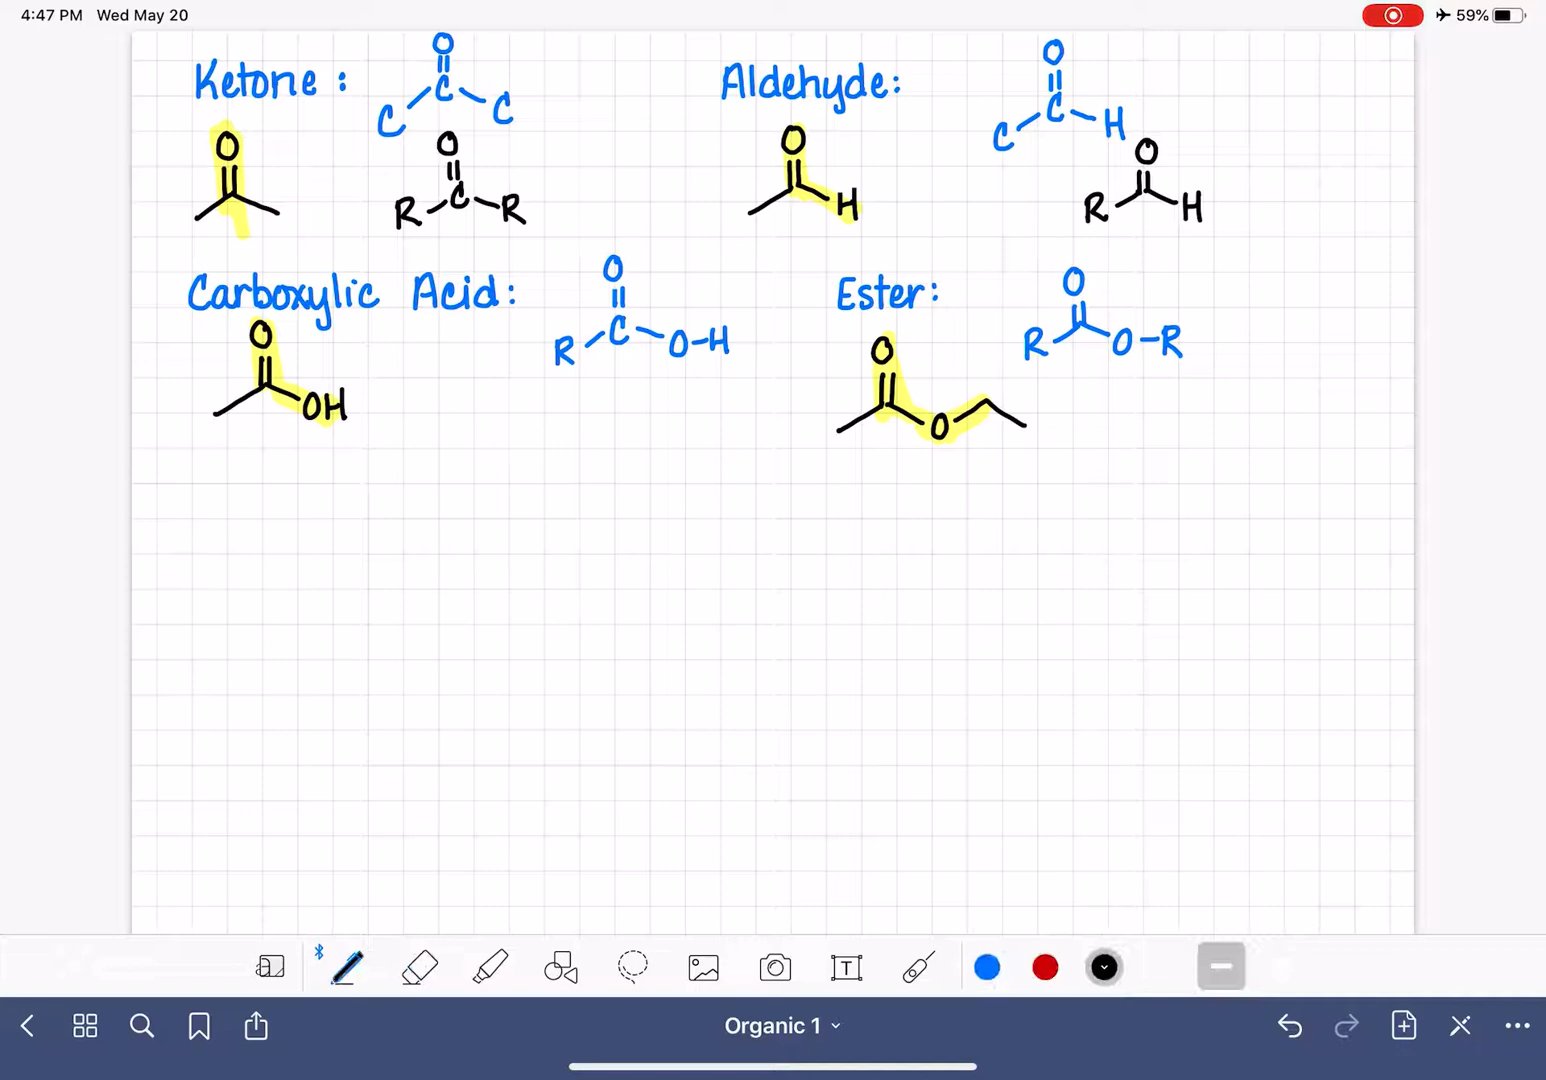 4:47 PM Wed May 20
59%
Ketone :
O
C
C
C
O
O
R
C
R
Aldehyde:
O
C
C
H
O
H
O
R
H
Carboxylic Acid:
O
R
C
O-H
O
OH
Ester:
O
R
O-R
O
O
T
Organic 1